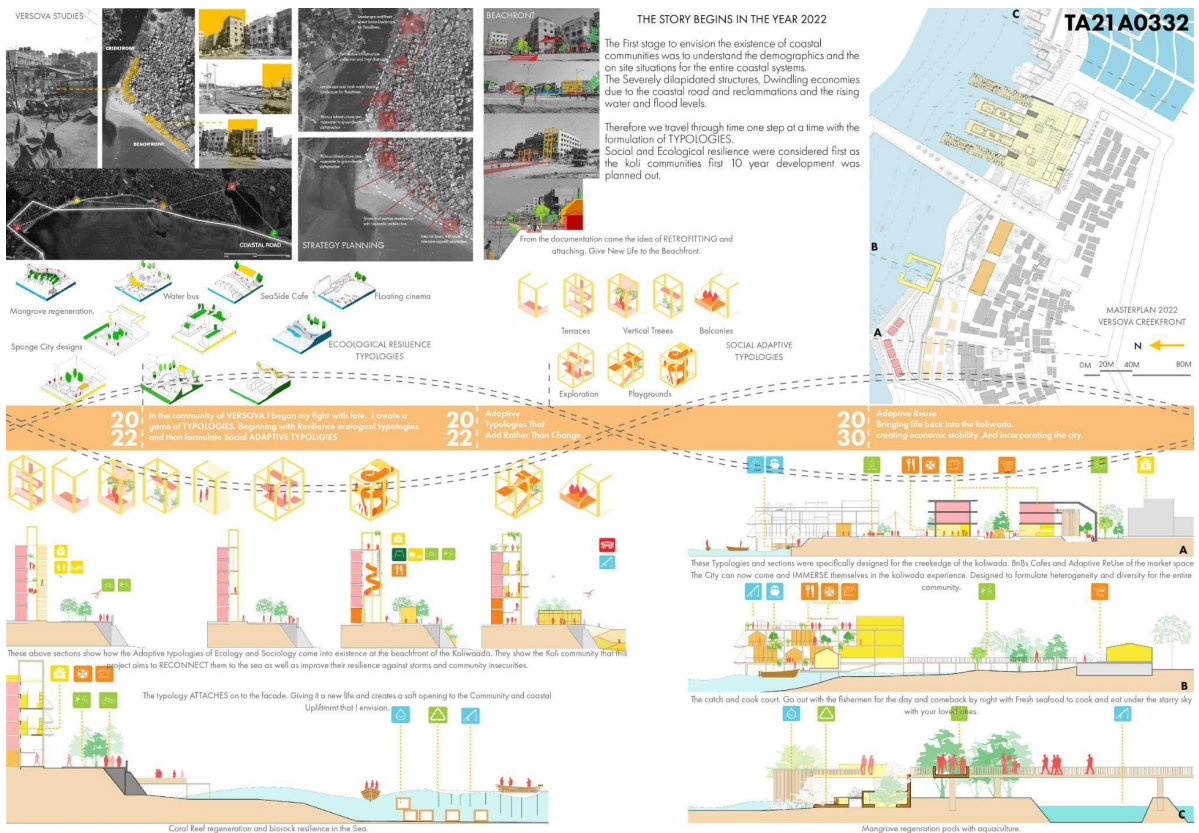 VERSOVA STUDIES
CREEKFRONT
BEACHFRONT
COASTAL ROAD
STRATEGY PLANNING
BEACHRONT
THE STORY BEGINS IN THE YEAR 2022
The First stage to envision the existence of coastal
communities was to understand the demographics and the
on site situations for the entire coastal systems.
The Severely dilapidated structures, Dwindling economies
due to the coastal road and reclamations and the rising
water and flood levels.
Therefore we travel through time one step at a time with the
formulation of TYPOLOGIES.
Social and Ecological resilience were considered first as
the koli communities first 10 year development was
planned out.
From the documentation came the idea of RETROFITTING and
attaching. Give New Life to the Beachfront.
TA21A0332
C
B
A
MASTERPLAN 2022
VERSOVA CREEKFRONT
N
0M 20M 40M 80M
Mangrove regeneration.
Water bus
SeaSide Cafe
FLoating cinema
Sponge City designs
ECOOLOGICAL RESILIENCE
TYPOLOGIES
Terraces
Vertical Treees
Balconies
SOCIAL ADAPTIVE
TYPOLOGIES
Exploration
Playgrounds
20
22
In the community of VERSOVA I began my fight with fate. I create a
game of TYPOLOGIES. Beginning with Resilience ecological typologies
and then formulate Social ADAPTIVE TYPOLIGIES
20
22
Adaptive
Typologies That
Add Rather Than Change.
20
30
Adaptive Reuse
Bringing life back into the koliwada.
creating economic stability. And incorporating the city.
These above sections show how the Adaptive typologies of Ecology and Sociology come into existence at the beachfront of the Koliwaada. They show the Koli community that this
project aims to RECONNECT them to the sea as well as improve their resilience against storms and community insecurities.
The typology ATTACHES on to the facade. Giving it a new life and creates a soft opening to the Community and coastal
Upliftmrnt that I envision.
Coral Reef regeneration and biorock resilience in the Sea.
A
These Typologies and sections were specifically designed for the creekedge of the koliwada. BnBs Cafes and Adaptive ReUse of the market space
The City can now come and IMMERSE themselves in the koliwada experience. Designed to formulate heterogeneity and diversity for the entire
community.
B
The catch and cook court. Go out with the fishermen for the day and comeback by night with Fresh seafood to cook and eat under the starry sky
with your loved ones.
C
Mangrove regenration pods with aquaculture.